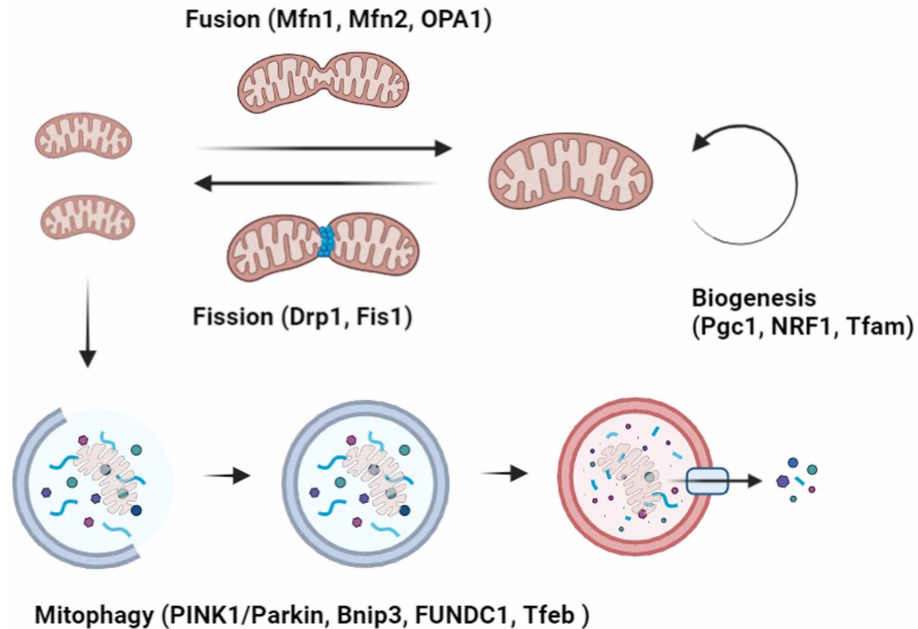 Fusion (Mfn1, Mfn2, OPA1)
Fission (Drp1, Fis1)
Biogenesis
(Pgc1, NRF1, Tfam)
Mitophagy (PINK1/Parkin, Bnip3, FUNDC1, Tfeb )